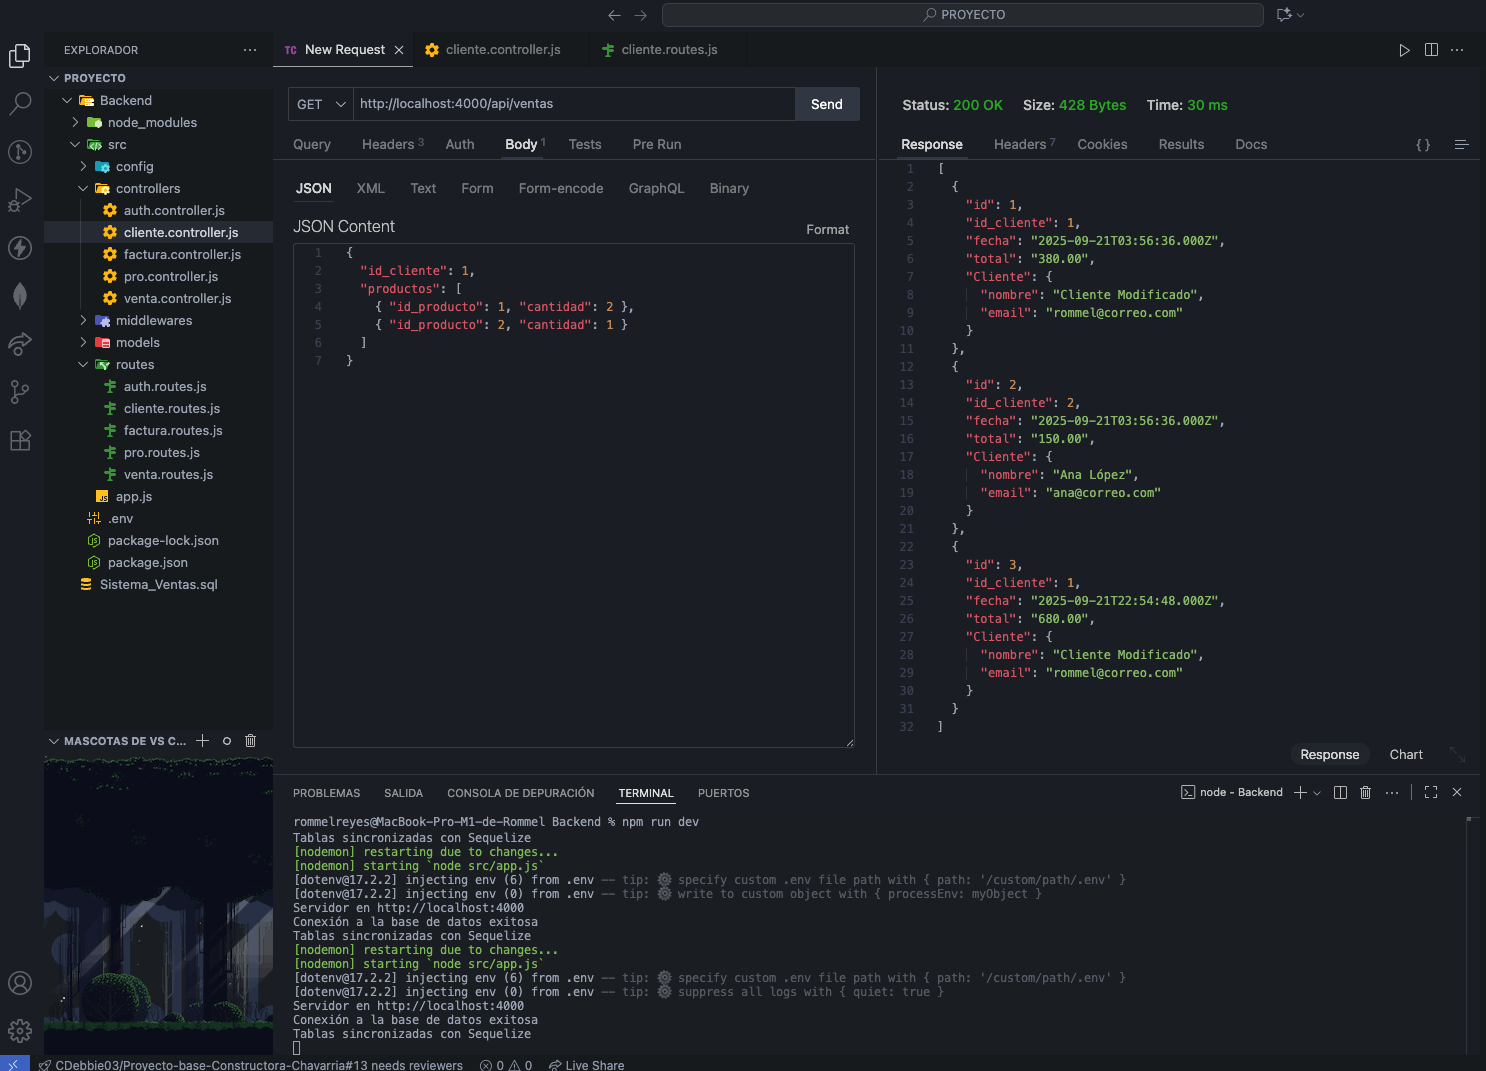 PROYECTO
EXPLORADOR
PROYECTO
Backend
node_modules
src
config
controllers
auth.controller.js
cliente.controller.js
factura.controller.js
pro.controller.js
venta.controller.js
middlewares
models
routes
auth.routes.js
cliente.routes.js
factura.routes.js
pro.routes.js
venta.routes.js
app.js
.env
package-lock.json
package.json
Sistema_Ventas.sql
MASCOTAS DE VS C...
TC New Request
cliente.controller.js
cliente.routes.js
GET
http://localhost:4000/api/ventas
Send
Query Headers 3 Auth Body 1 Tests Pre Run
JSON XML Text Form Form-encode GraphQL Binary
JSON Content
Format
1 {
2 "id_cliente": 1,
3 "productos": [
4 { "id_producto": 1, "cantidad": 2 },
5 { "id_producto": 2, "cantidad": 1 }
6 ]
7 }
Status: 200 OK Size: 428 Bytes Time: 30 ms
Response Headers 7 Cookies Results Docs { }
1 [
2 {
3 "id": 1,
4 "id_cliente": 1,
5 "fecha": "2025-09-21T03:56:36.000Z",
6 "total": "380.00",
7 "Cliente": {
8 "nombre": "Cliente Modificado",
9 "email": "rommel@correo.com"
10 }
11 },
12 {
13 "id": 2,
14 "id_cliente": 2,
15 "fecha": "2025-09-21T03:56:36.000Z",
16 "total": "150.00",
17 "Cliente": {
18 "nombre": "Ana López",
19 "email": "ana@correo.com"
20 }
21 },
22 {
23 "id": 3,
24 "id_cliente": 1,
25 "fecha": "2025-09-21T22:54:48.000Z",
26 "total": "680.00",
27 "Cliente": {
28 "nombre": "Cliente Modificado",
29 "email": "rommel@correo.com"
30 }
31 }
32 ]
Response Chart
PROBLEMAS SALIDA CONSOLA DE DEPURACIÓN TERMINAL PUERTOS
node - Backend
rommelreyes@MacBook-Pro-M1-de-Rommel Backend % npm run dev
Tablas sincronizadas con Sequelize
[nodemon] restarting due to changes...
[nodemon] starting `node src/app.js`
[dotenv@17.2.2] injecting env (6) from .env -- tip: ⚙️ specify custom .env file path with { path: '/custom/path/.env' }
[dotenv@17.2.2] injecting env (0) from .env -- tip: ⚙️ write to custom object with { processEnv: myObject }
Servidor en http://localhost:4000
Conexión a la base de datos exitosa
Tablas sincronizadas con Sequelize
[nodemon] restarting due to changes...
[nodemon] starting `node src/app.js`
[dotenv@17.2.2] injecting env (6) from .env -- tip: ⚙️ specify custom .env file path with { path: '/custom/path/.env' }
[dotenv@17.2.2] injecting env (0) from .env -- tip: ⚙️ suppress all logs with { quiet: true }
Servidor en http://localhost:4000
Conexión a la base de datos exitosa
Tablas sincronizadas con Sequelize
CDebbie03/Proyecto-base-Constructora-Chavarria#13 needs reviewers 0 0 Live Share